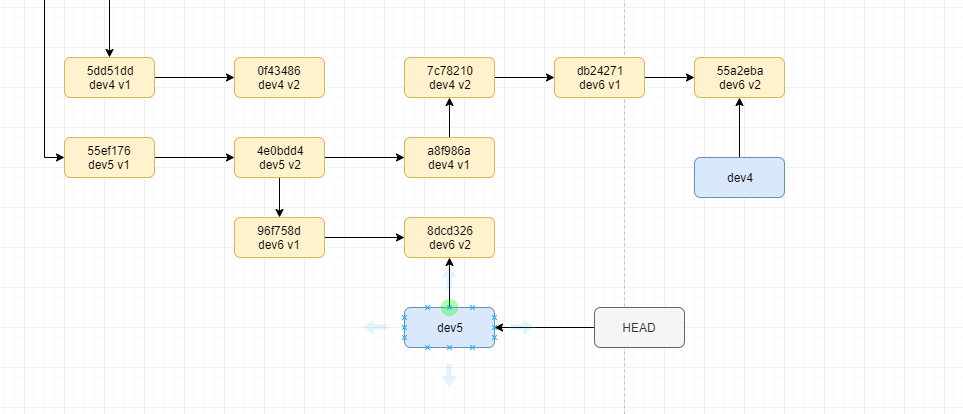 5dd51dd
dev4 v1
0f43486
dev4 v2
7c78210
dev4 v2
db24271
dev6 v1
55a2eba
dev6 v2
55ef176
dev5 v1
4e0bdd4
dev5 v2
a8f986a
dev4 v1
dev4
96f758d
dev6 v1
8dcd326
dev6 v2
dev5
HEAD